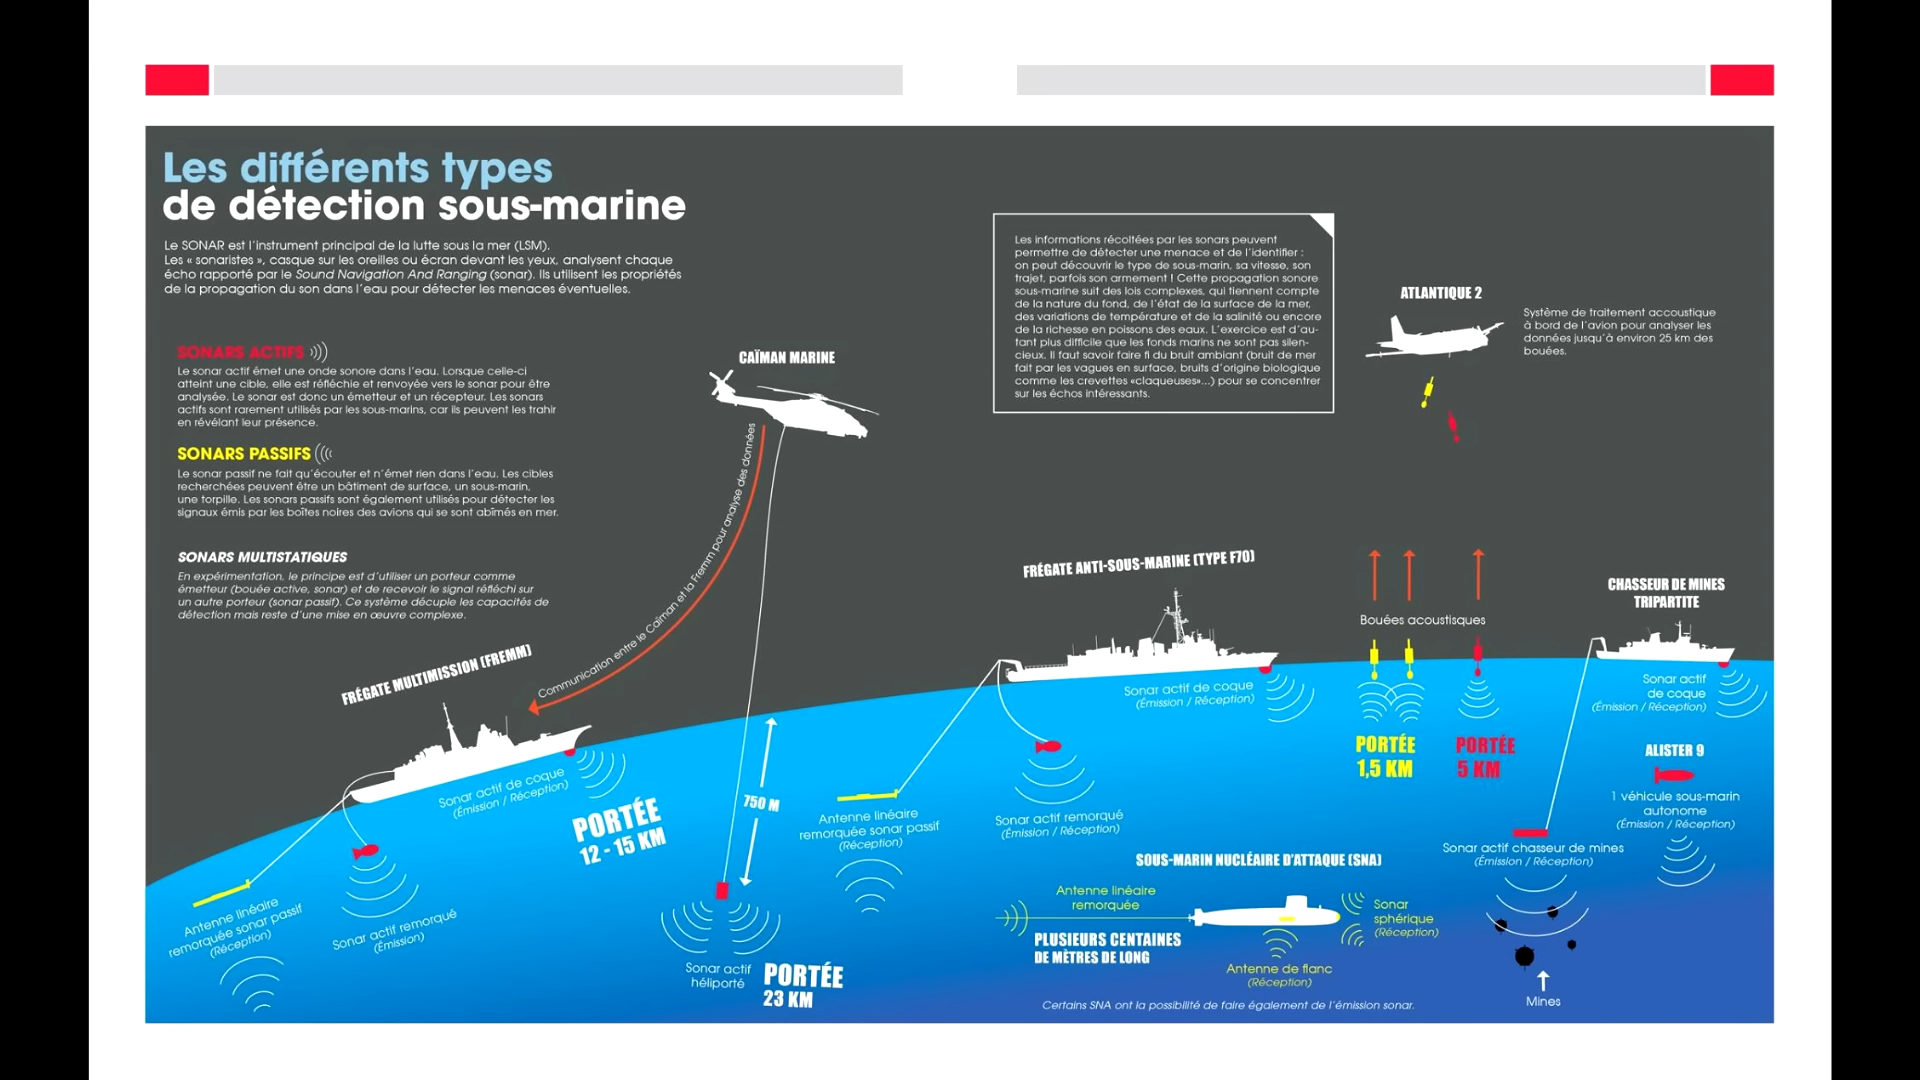 Les différents types
de détection sous-marine
Le SONAR est l'instrument principal de la lutte sous la mer (LSM).
Les « sonaristes », casque sur les oreilles ou écran devant les yeux, analysent chaque
écho rapporté par le Sound Navigation And Ranging (sonar). Ils utilisent les propriétés
de la propagation du son dans l'eau pour détecter les menaces éventuelles.
SONARS ACTIFS
Le sonar actif émet une onde sonore dans l'eau. Lorsque celle-ci
atteint une cible, elle est réfléchie et renvoyée vers le sonar pour être
analysée. Le sonar est donc un émetteur et un récepteur. Les sonars
actifs sont rarement utilisés par les sous-marins, car ils peuvent les trahir
en révélant leur présence.
SONARS PASSIFS
Le sonar passif ne fait qu'écouter et n'émet rien dans l'eau. Les cibles
recherchées peuvent être un bâtiment de surface, un sous-marin,
une torpille. Les sonars passifs sont également utilisés pour détecter les
signaux émis par les boîtes noires des avions qui se sont abîmés en mer.
SONARS MULTISTATIQUES
En expérimentation, le principe est d'utiliser un porteur comme
émetteur (bouée active, sonar) et de recevoir le signal réfléchi sur
un autre porteur (sonar passif). Ce système décuple les capacités de
détection mais reste d'une mise en œuvre complexe.
CAÏMAN MARINE
Communication entre le Caïman et la Fremm pour analyse des données
Les informations récoltées par les sonars peuvent
permettre de détecter une menace et de l'identifier :
on peut découvrir le type de sous-marin, sa vitesse, son
trajet, parfois son armement ! Cette propagation sonore
sous-marine suit des lois complexes, qui tiennent compte
de la nature du fond, de l'état de la surface de la mer,
des variations de température et de la salinité ou encore
de la richesse en poissons des eaux. L'exercice est d'au-
tant plus difficile que les fonds marins ne sont pas silen-
cieux. Il faut savoir faire fi du bruit ambiant (bruit de mer
fait par les vagues en surface, bruits d'origine biologique
comme les crevettes «claqueuses»...) pour se concentrer
sur les échos intéressants.
ATLANTIQUE 2
Système de traitement accoustique
à bord de l'avion pour analyser les
données jusqu'à environ 25 km des
bouées.
FRÉGATE MULTIMISSION (FREMM)
Sonar actif de coque
(Émission / Réception)
PORTÉE
12 - 15 KM
Antenne linéaire
remorquée sonar passif
(Réception)
Sonar actif remorqué
(Émission)
750 M
Sonar actif
héliporté
PORTÉE
23 KM
FRÉGATE ANTI-SOUS-MARINE (TYPE F70)
Sonar actif de coque
(Émission / Réception)
Antenne linéaire
remorquée sonar passif
(Réception)
Sonar actif remorqué
(Émission / Réception)
Bouées acoustisques
PORTÉE
1,5 KM
PORTÉE
5 KM
CHASSEUR DE MINES
TRIPARTITE
Sonar actif
de coque
(Émission / Réception)
ALISTER 9
1 véhicule sous-marin
autonome
(Émission / Réception)
Sonar actif chasseur de mines
(Émission / Réception)
Mines
SOUS-MARIN NUCLÉAIRE D'ATTAQUE (SNA)
Antenne linéaire
remorquée
PLUSIEURS CENTAINES
DE MÈTRES DE LONG
Sonar
sphérique
(Réception)
Antenne de flanc
(Réception)
Certains SNA ont la possibilité de faire également de l'émission sonar.